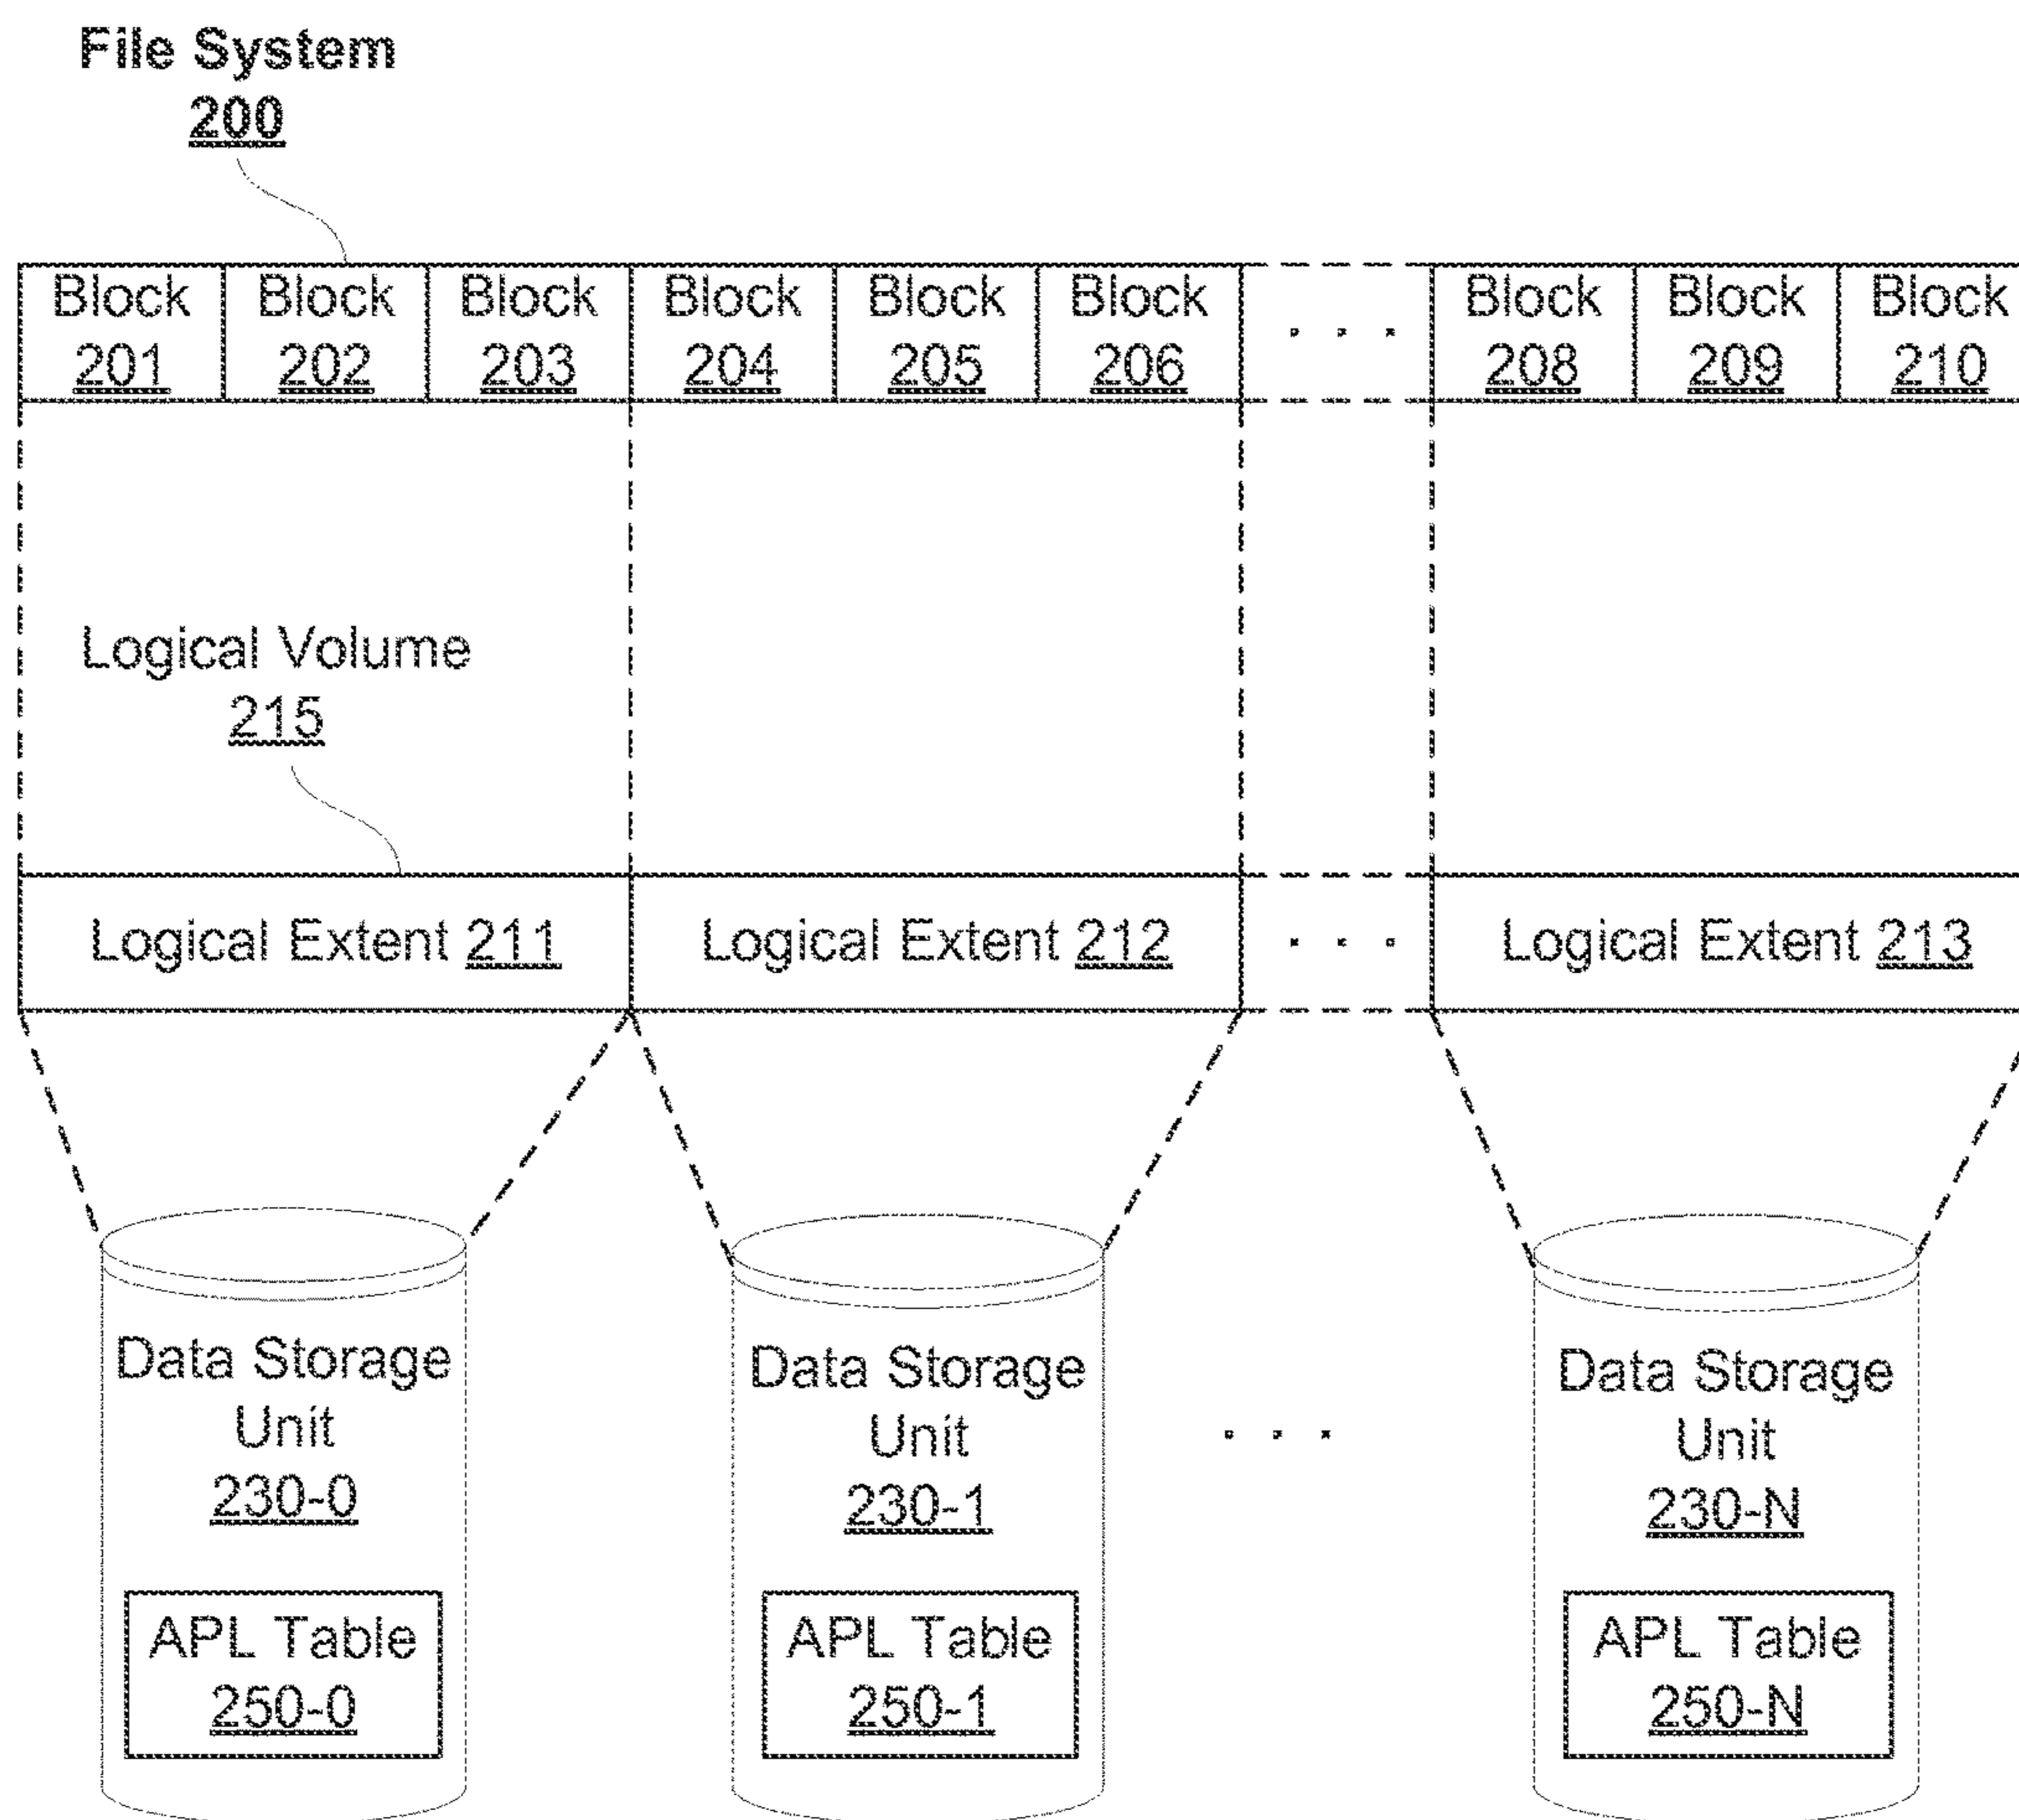 File System
200
Block Block Block Block Block Block . . . Block Block Block
201 202 203 204 205 206 208 209 210
Logical Volume
215
Logical Extent 211 Logical Extent 212 . . . Logical Extent 213
Data Storage
Unit
230-0
APL Table
250-0
Data Storage
Unit
230-1
APL Table
250-1
. . .
Data Storage
Unit
230-N
APL Table
250-N